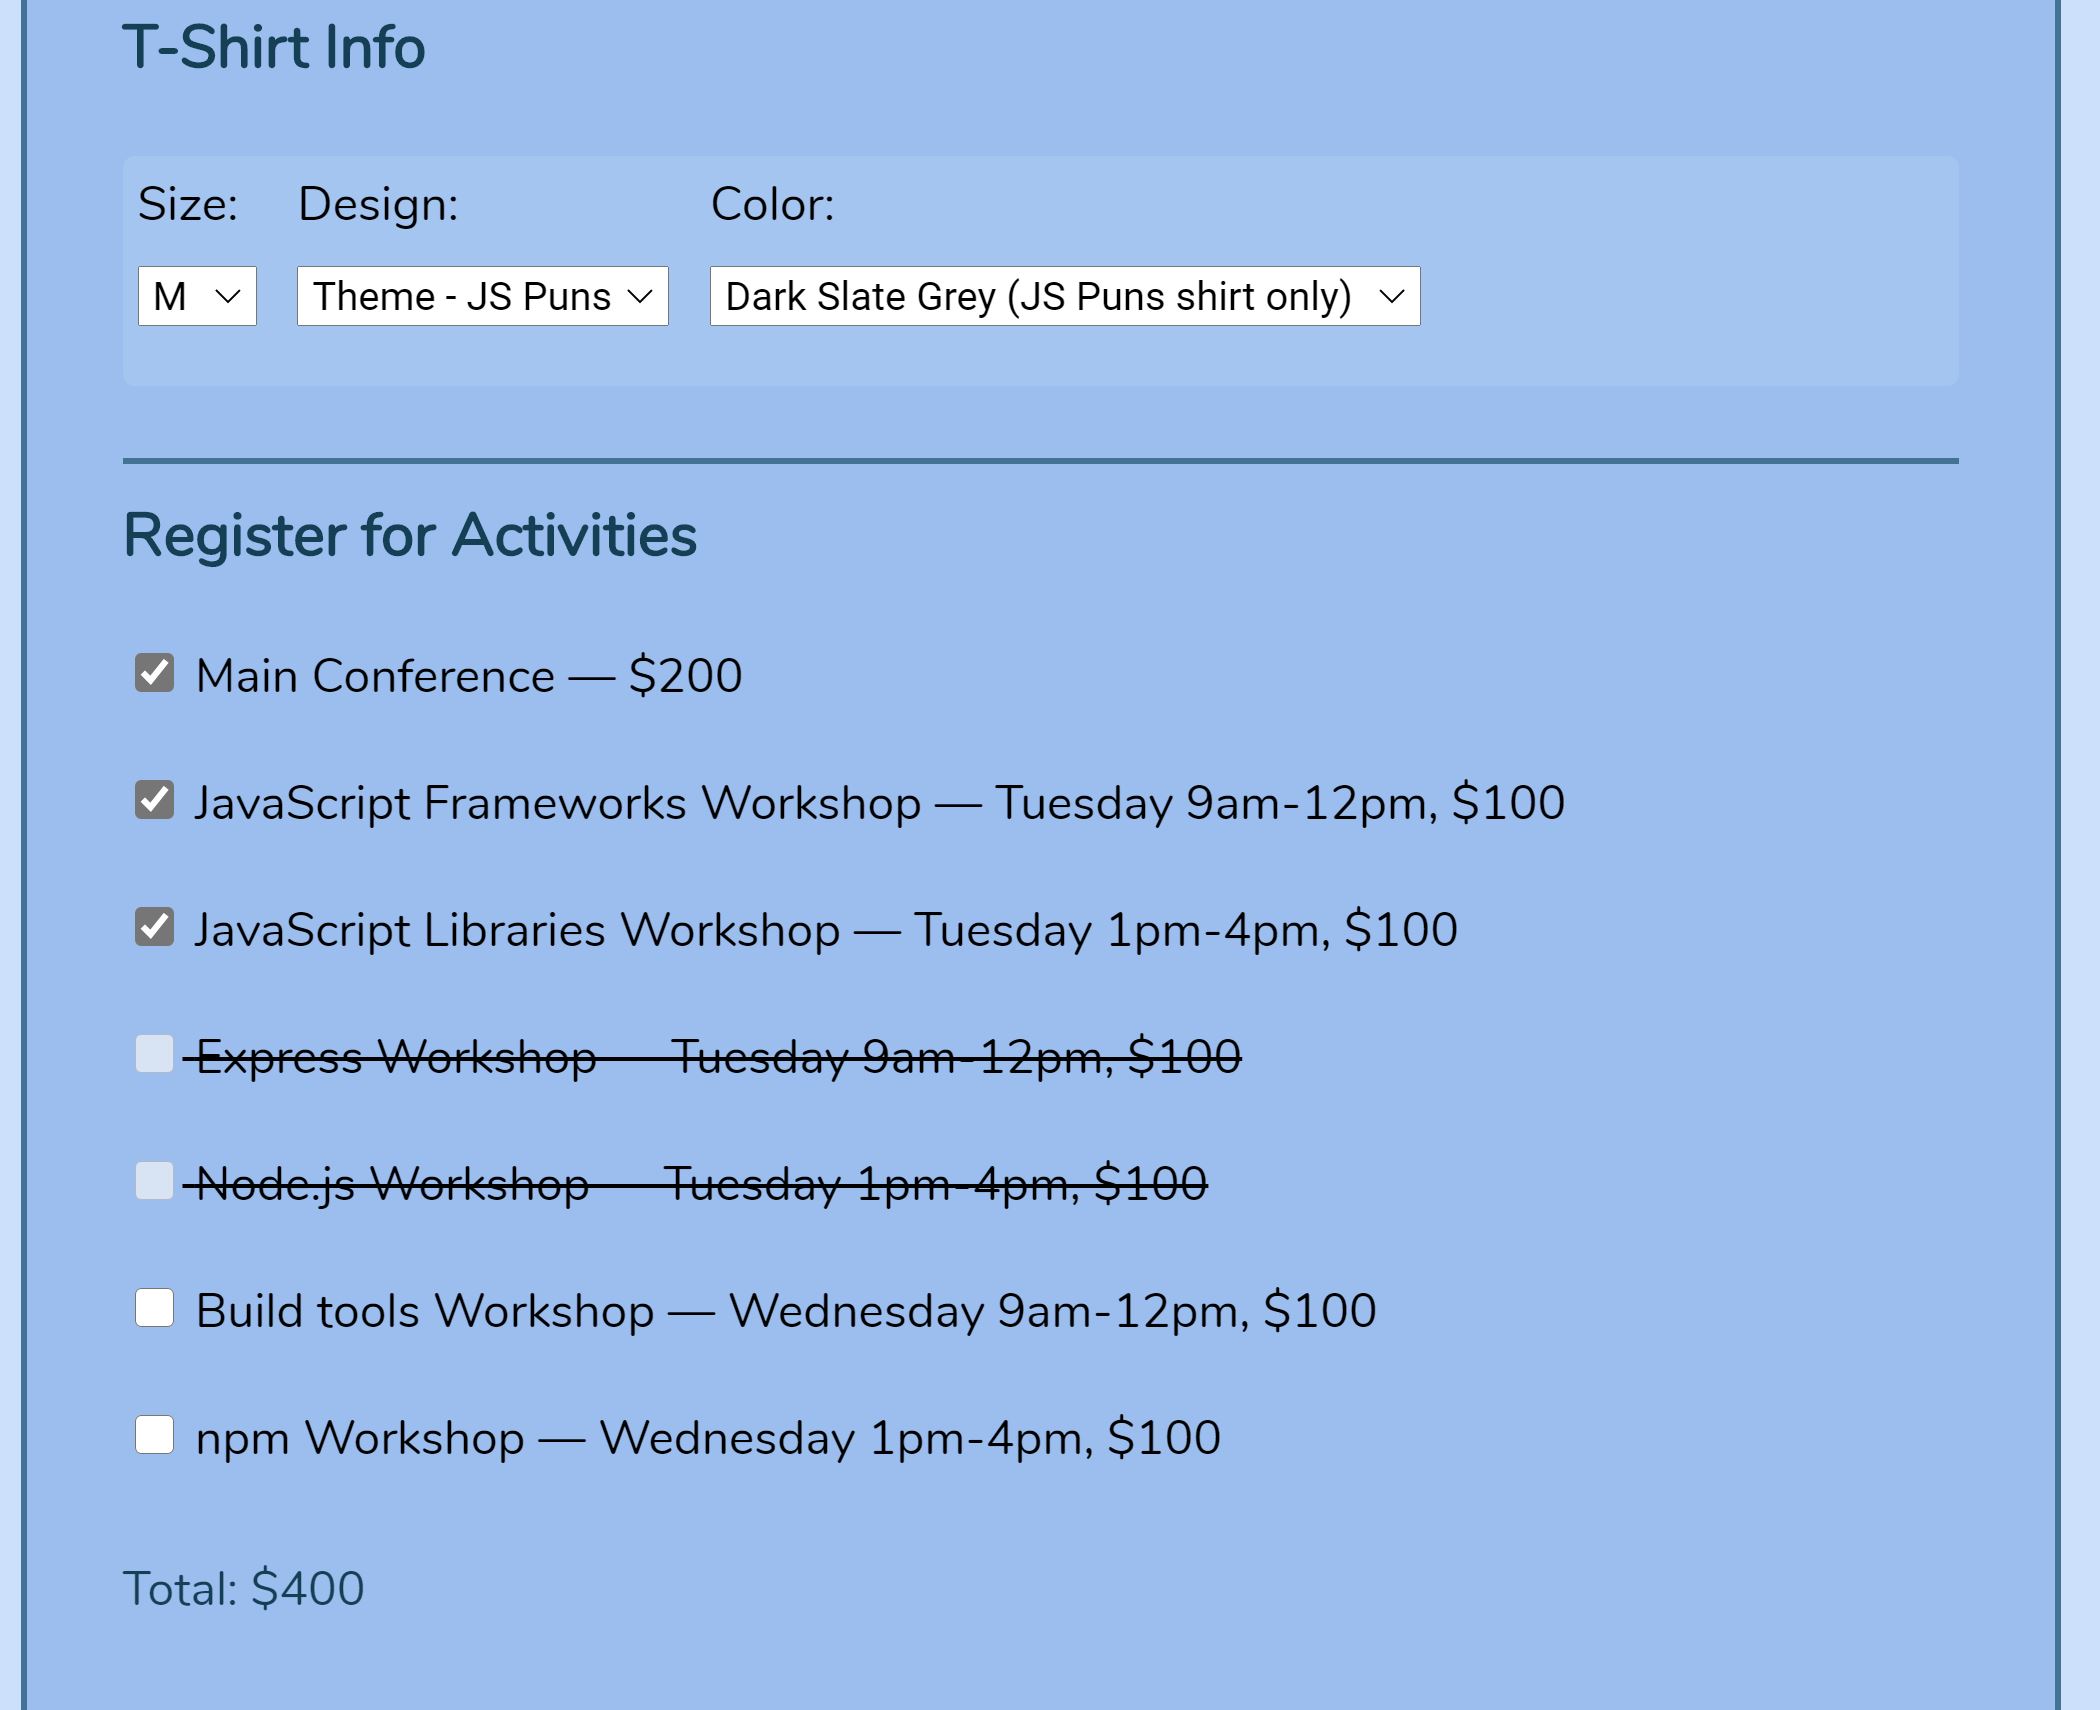 T-Shirt Info
Size: Design: Color:
M Theme - JS Puns Dark Slate Grey (JS Puns shirt only)
Register for Activities
Main Conference — $200
JavaScript Frameworks Workshop — Tuesday 9am-12pm, $100
JavaScript Libraries Workshop — Tuesday 1pm-4pm, $100
Express Workshop — Tuesday 9am-12pm, $100
Node.js Workshop — Tuesday 1pm-4pm, $100
Build tools Workshop — Wednesday 9am-12pm, $100
npm Workshop — Wednesday 1pm-4pm, $100
Total: $400